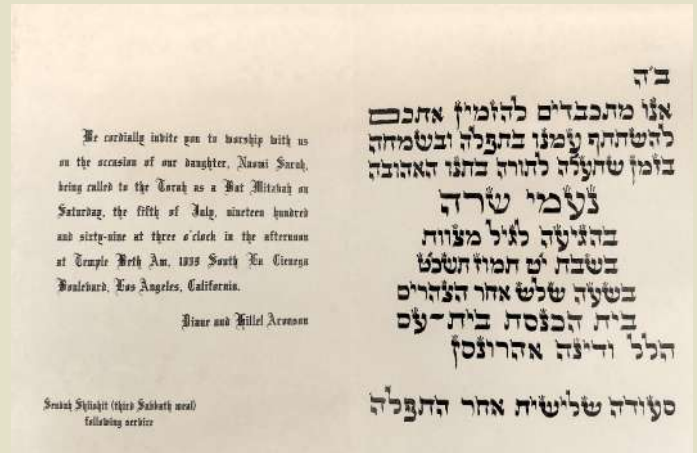 We cordially invite you to worship with us
on the occasion of our daughter, Naomi Sarah,
being called to the Torah as a Bat Mitzvah on
Saturday, the fifth of July, nineteen hundred
and sixty-nine at three o'clock in the afternoon
at Temple Beth Am, 1039 South La Cienega
Boulevard, Los Angeles, California.
Diane and Hillel Aronson
Seudah Shlishit (third Sabbath meal)
following service
ב"ה
אנו מתכבדים להזמין אתכם
להשתתף עמנו בתפלה ובשמחה
בזמן שתעלה לתורה בתנו האהובה
נעמי שרה
בהגיעה לגיל מצוות
בשבת יט תמוז תשכט
בשעה שלש אחר הצהרים
בית הכנסת בית-עם
הלל ודינה אהרונסן
סעודה שלישית אחר התפלה